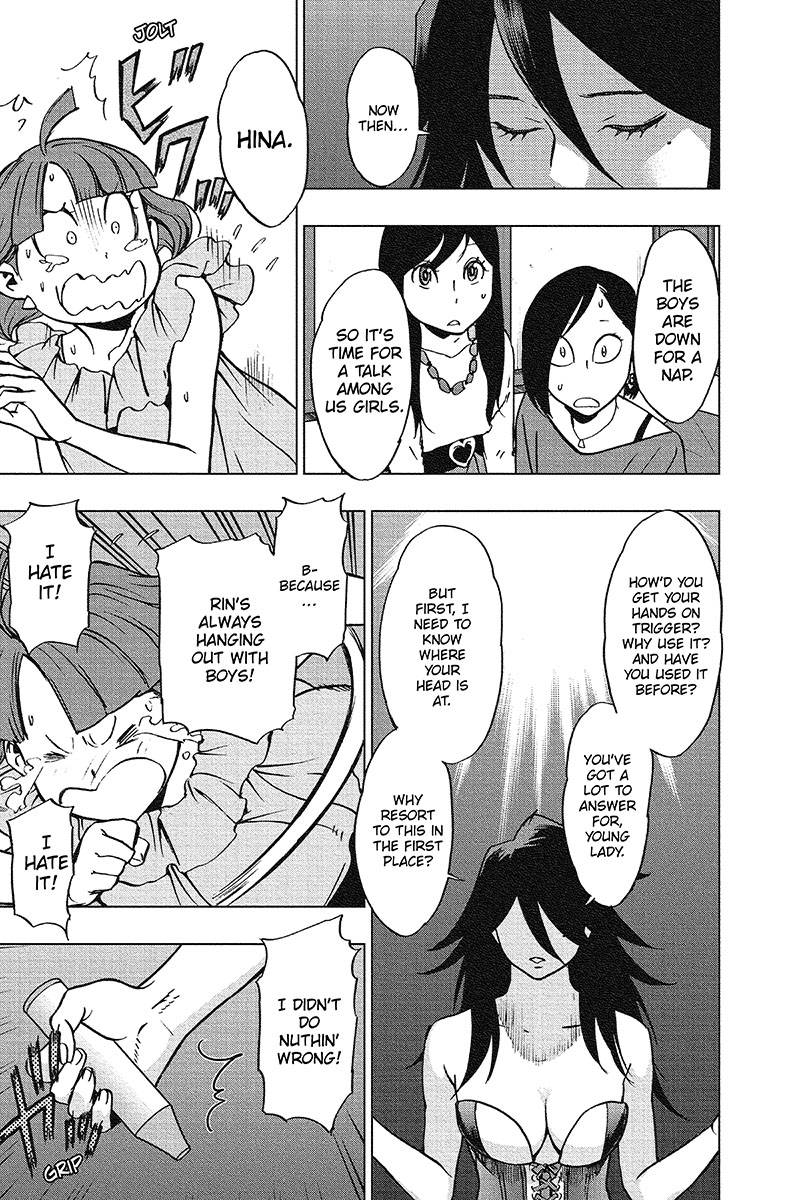 NOW
THEN...
THE
BOYS
ARE
DOWN
FOR A
NAP.
SO IT'S
TIME FOR
A TALK
AMONG
US GIRLS.
HINA.
JOLT
ビクッ
HOW'D YOU
GET YOUR
HANDS ON
TRIGGER?
WHY USE IT?
AND HAVE
YOU USED IT
BEFORE?
YOU'VE
GOT A
LOT TO
ANSWER
FOR,
YOUNG
LADY.
BUT
FIRST, I
NEED TO
KNOW
WHERE
YOUR
HEAD IS
AT.
WHY
RESORT
TO THIS IN
THE FIRST
PLACE?
B-
BECAUSE
...
RIN'S
ALWAYS
HANGING
OUT WITH
BOYS!
I
HATE
IT!
I
HATE
IT!
I DIDN'T
DO
NUTHIN'
WRONG!
GRIP